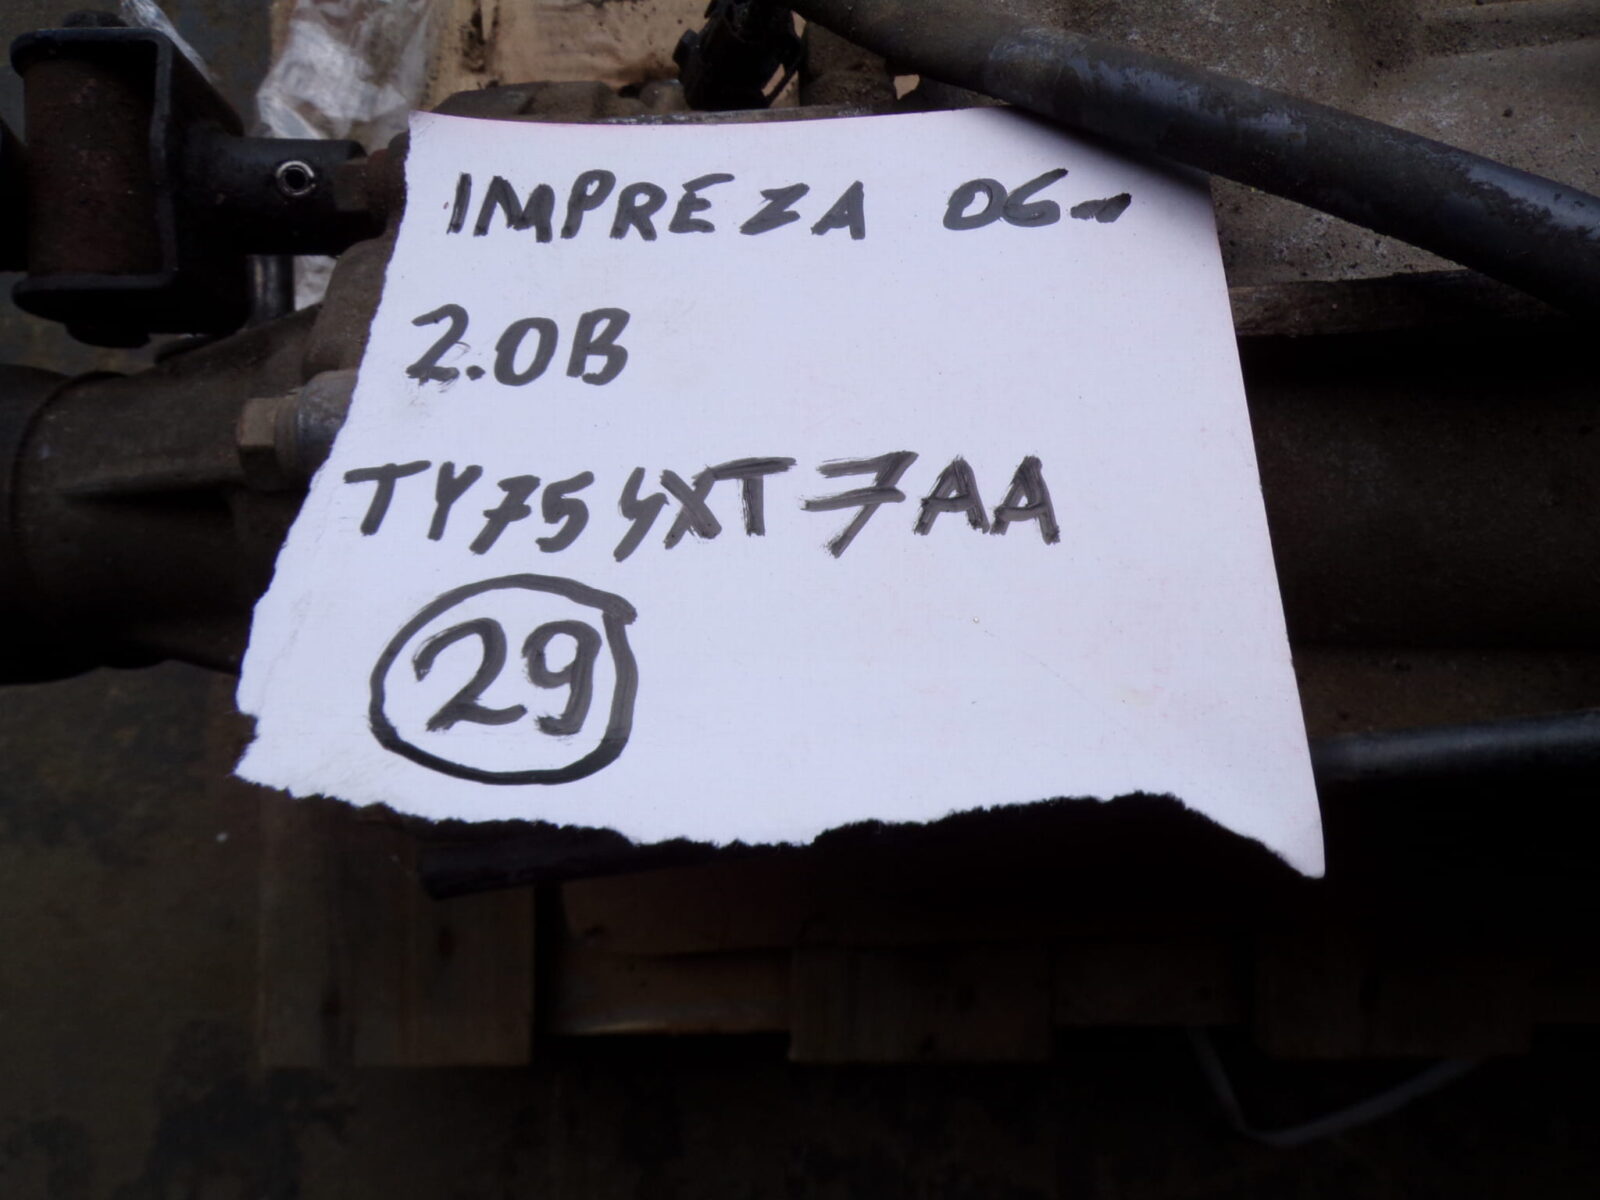 IMPREZA 06-
2.0B
TY754XT7AA
29